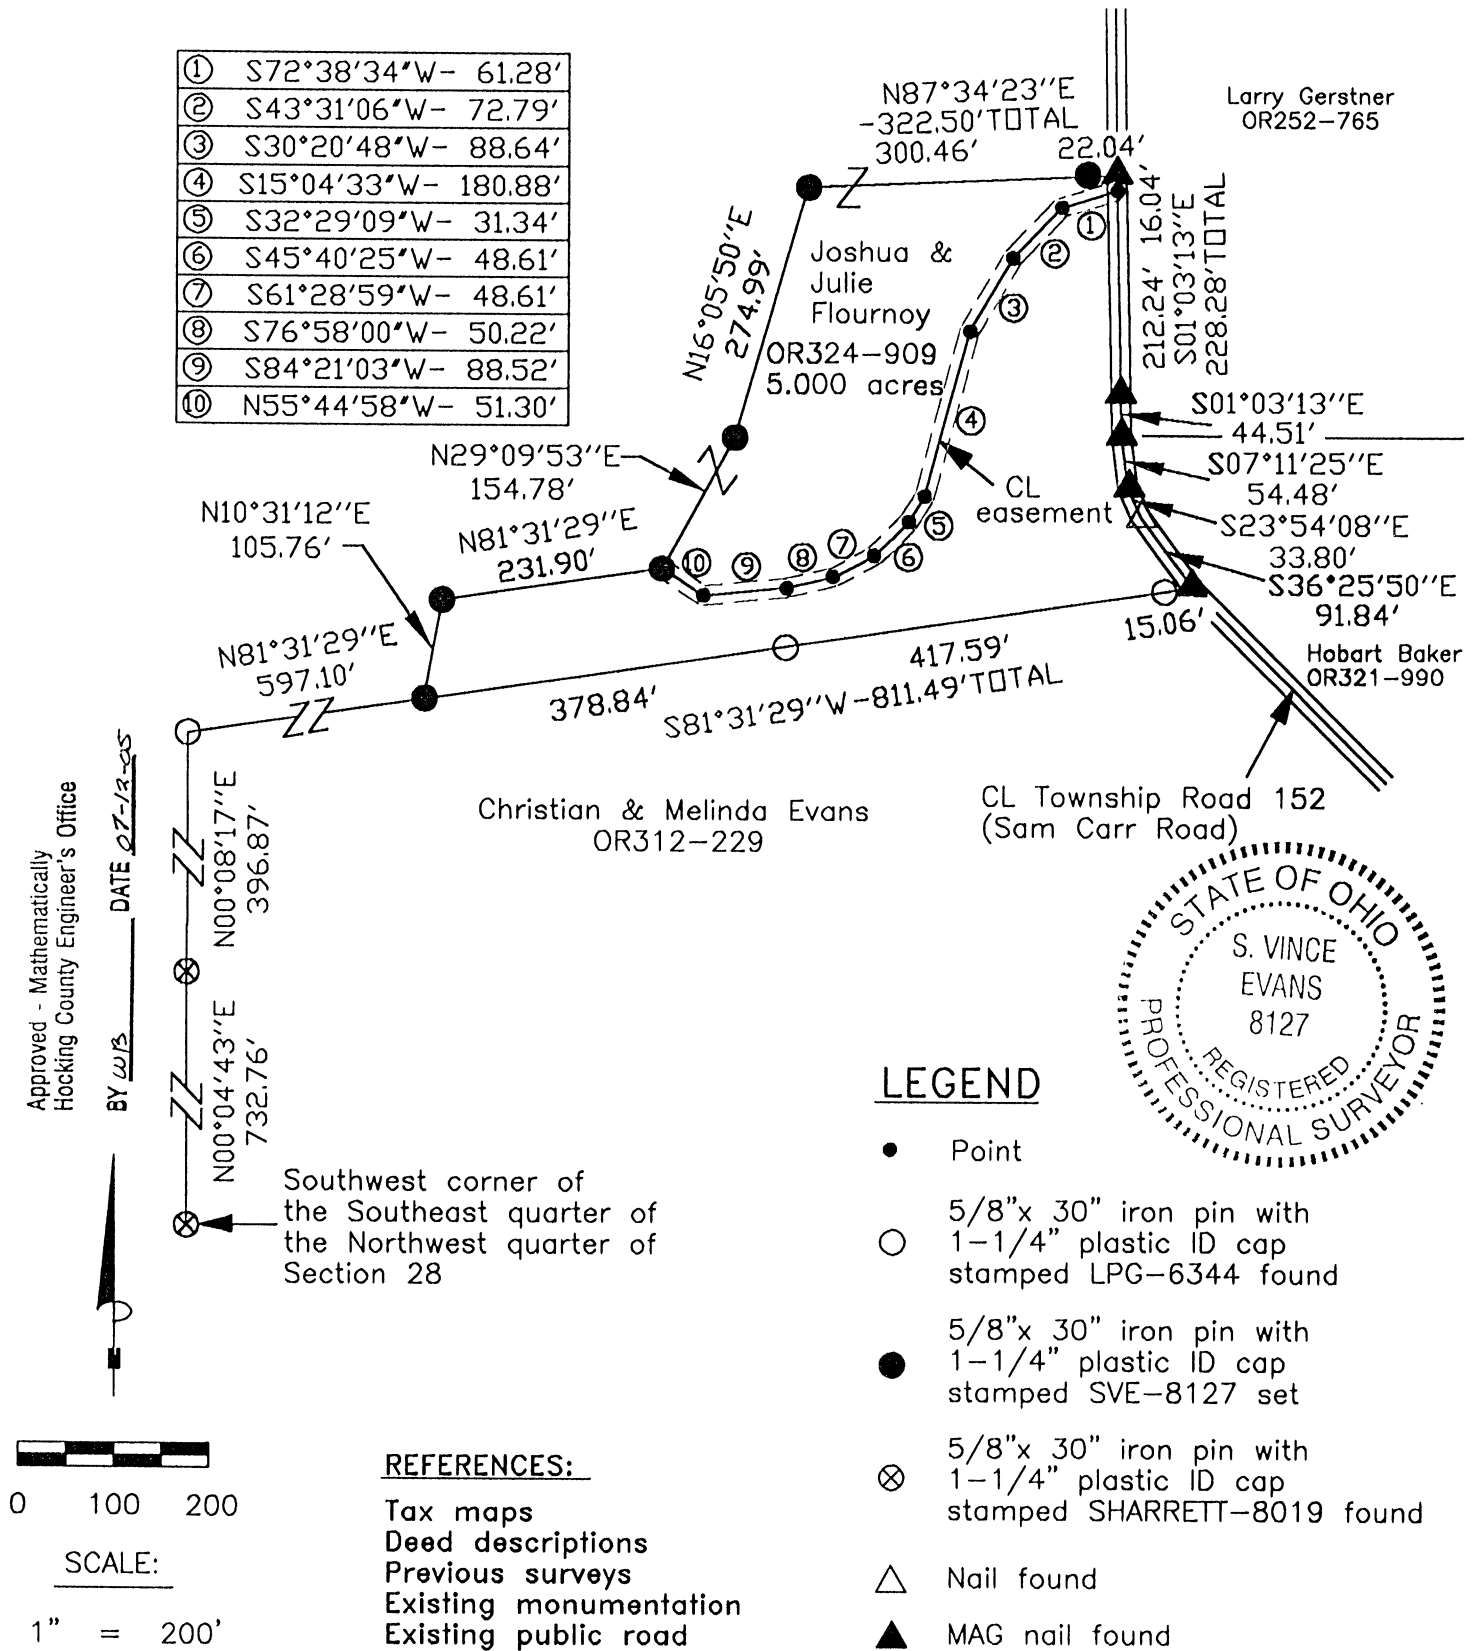 ① S72°38'34"W- 61.28'
② S43°31'06"W- 72.79'
③ S30°20'48"W- 88.64'
④ S15°04'33"W- 180.88'
⑤ S32°29'09"W- 31.34'
⑥ S45°40'25"W- 48.61'
⑦ S61°28'59"W- 48.61'
⑧ S76°58'00"W- 50.22'
⑨ S84°21'03"W- 88.52'
⑩ N55°44'58"W- 51.30'
N87°34'23"E
-322.50'TOTAL
300.46' 22.04'
Larry Gerstner
OR252-765
212.24' 16.04'
S01°03'13"E
228.28'TOTAL
①
②
③
④
⑤
⑥
⑦
⑧
⑨
⑩
Joshua &
Julie
Flournoy
OR324-909
5.000 acres
N16°05'50"E
274.99'
S01°03'13"E
44.51'
S07°11'25"E
54.48'
S23°54'08"E
33.80'
S36°25'50"E
91.84'
N29°09'53"E
154.78'
CL
easement
N10°31'12"E
105.76'
N81°31'29"E
231.90'
N81°31'29"E
597.10'
15.06'
417.59'
378.84'
S81°31'29"W-811.49'TOTAL
Hobart Baker
OR321-990
Christian & Melinda Evans
OR312-229
CL Township Road 152
(Sam Carr Road)
Approved - Mathematically
Hocking County Engineer's Office
BY WB DATE 07-12-05
N00°08'17"E
396.87'
N00°04'43"E
732.76'
Southwest corner of
the Southeast quarter of
the Northwest quarter of
Section 28
STATE OF OHIO
S. VINCE
EVANS
8127
REGISTERED
PROFESSIONAL SURVEYOR
LEGEND
Point
5/8"x 30" iron pin with
1-1/4" plastic ID cap
stamped LPG-6344 found
5/8"x 30" iron pin with
1-1/4" plastic ID cap
stamped SVE-8127 set
5/8"x 30" iron pin with
1-1/4" plastic ID cap
stamped SHARRETT-8019 found
Nail found
MAG nail found
0 100 200
SCALE:
1" = 200'
REFERENCES:
Tax maps
Deed descriptions
Previous surveys
Existing monumentation
Existing public road